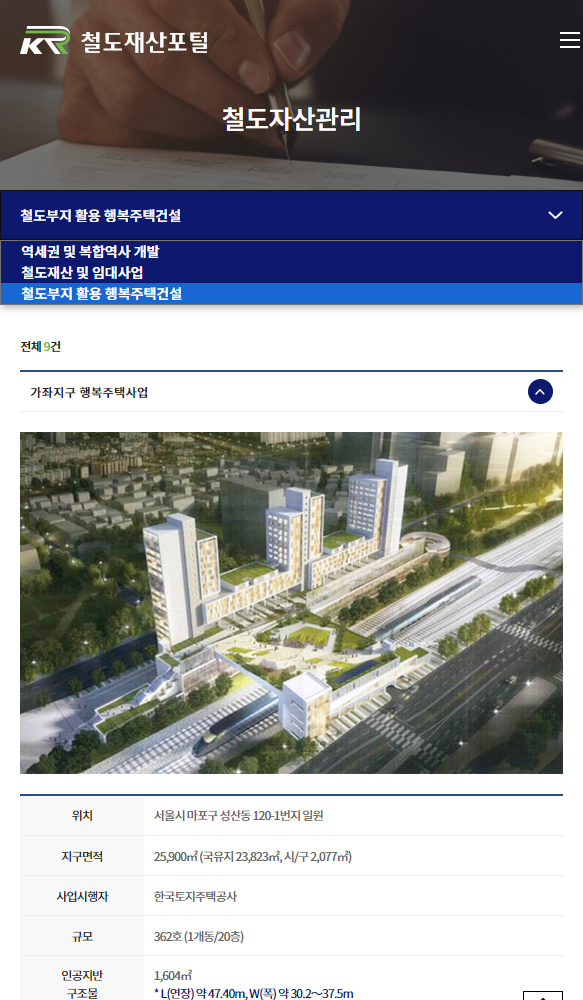 KR 철도재산포털
철도자산관리
철도부지 활용 행복주택건설
역세권 및 복합역사 개발
철도재산 및 임대사업
철도부지 활용 행복주택건설
전체 9건
가좌지구 행복주택사업
위치 서울시 마포구 성산동 120-1번지 일원
지구면적 25,900㎡ (국유지 23,823㎡, 시/구 2,077㎡)
사업시행자 한국토지주택공사
규모 362호 (1개동/20층)
인공지반 1,604㎡
구조물 * L(연장) 약 47.40m, W(폭) 약 30.2~37.5m